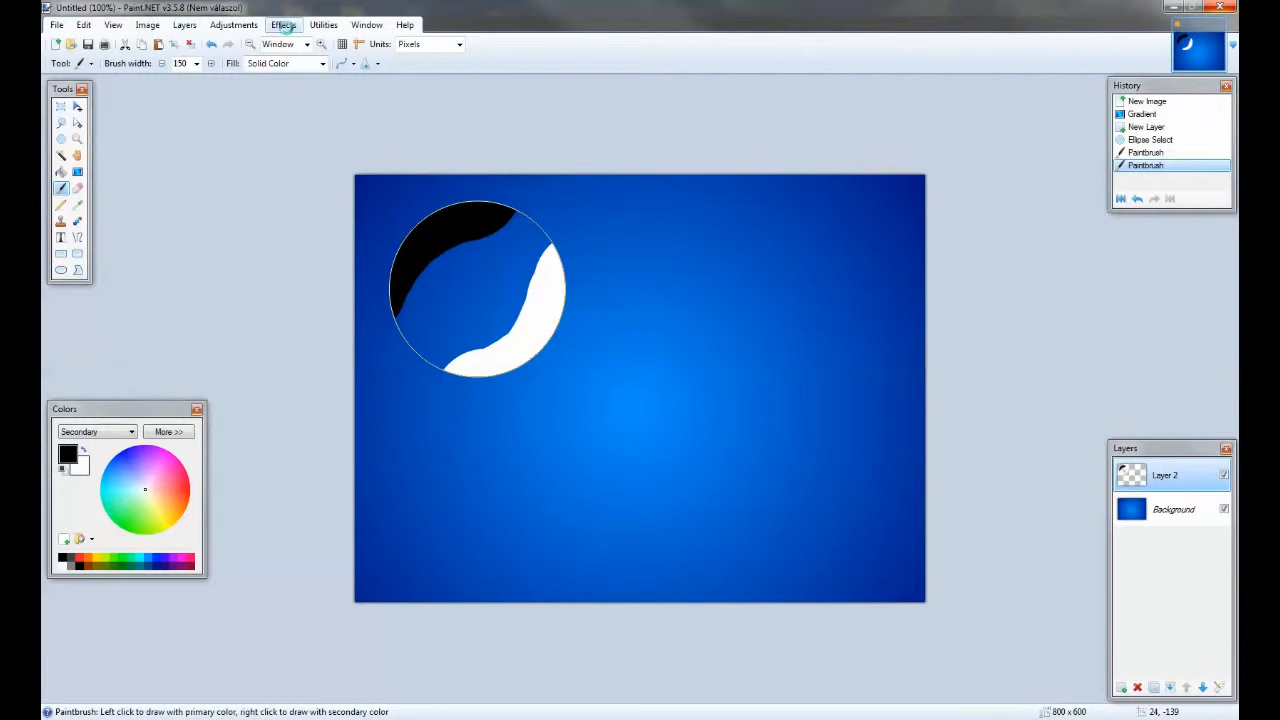 Untitled (100%) - Paint.NET v3.5.8 (Nem válaszol)
File Edit View Image Layers Adjustments Effects Utilities Window Help
Window Units: Pixels
Tool: Brush width: 150 Fill: Solid Color
Tools
History
New Image
Gradient
New Layer
Ellipse Select
Paintbrush
Paintbrush
Colors
Secondary More >>
Layers
Layer 2
Background
Paintbrush: Left click to draw with primary color, right click to draw with secondary color 800 x 600 24, -139